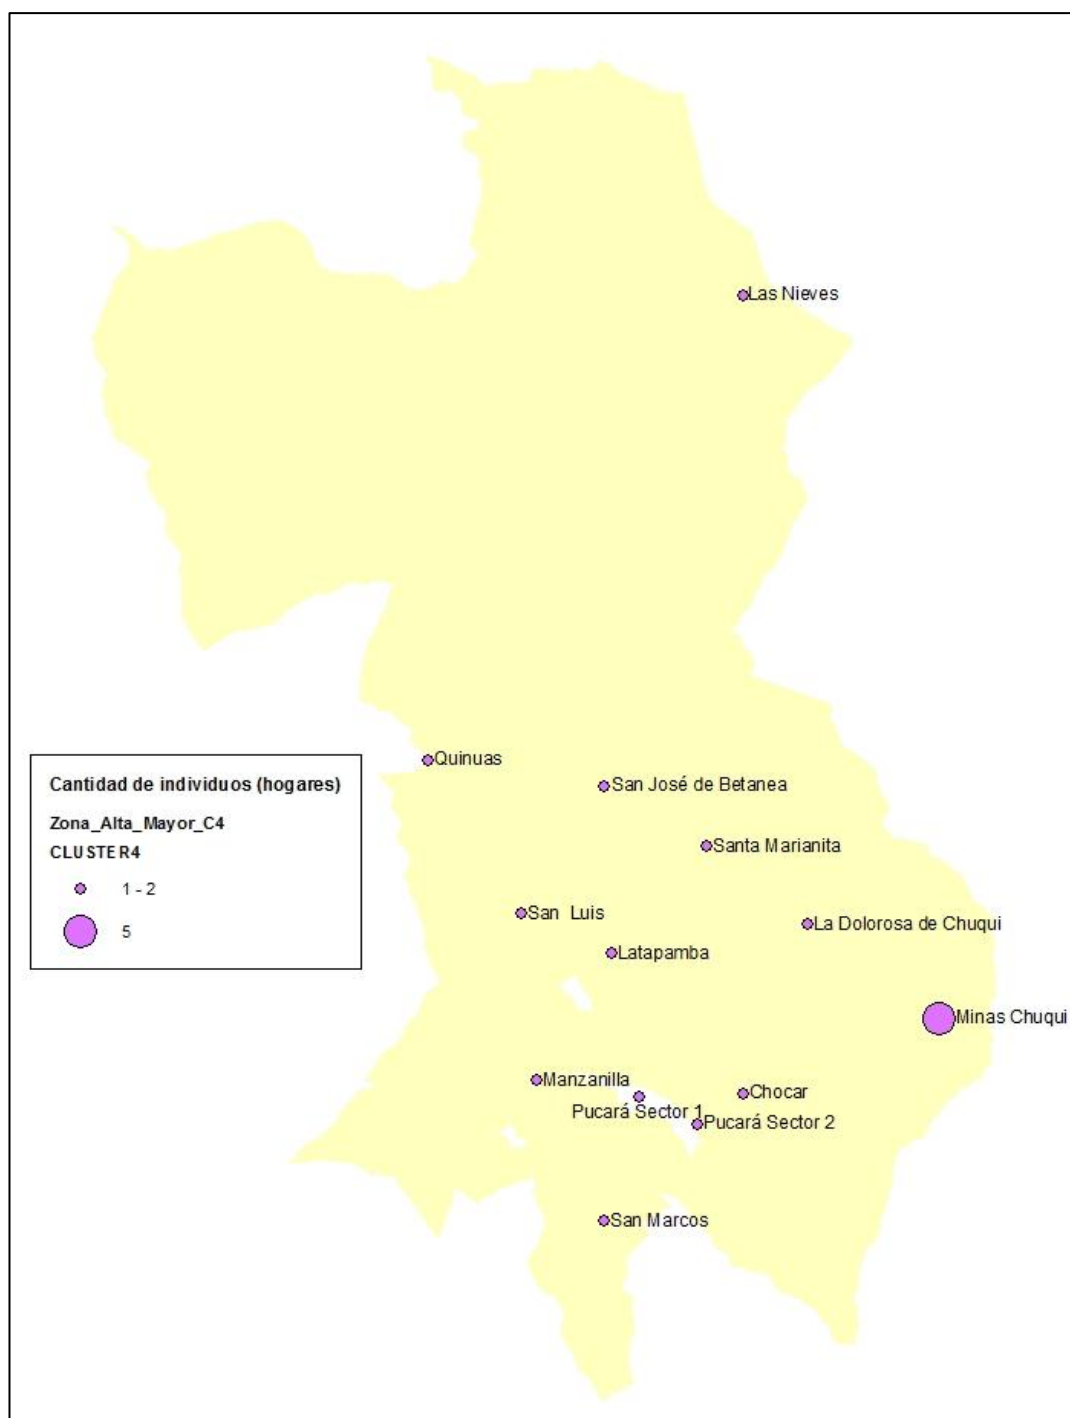 Las Nieves
Quinuas
San José de Betanea
Santa Marianita
San  Luis
La Dolorosa de Chuqui
Latapamba
Minas Chuqui
Manzanilla
Chocar
Pucará Sector 1
Pucará Sector 2
San Marcos
Cantidad de individuos (hogares)
Zona_Alta_Mayor_C4
CLUSTER4
1 - 2
5